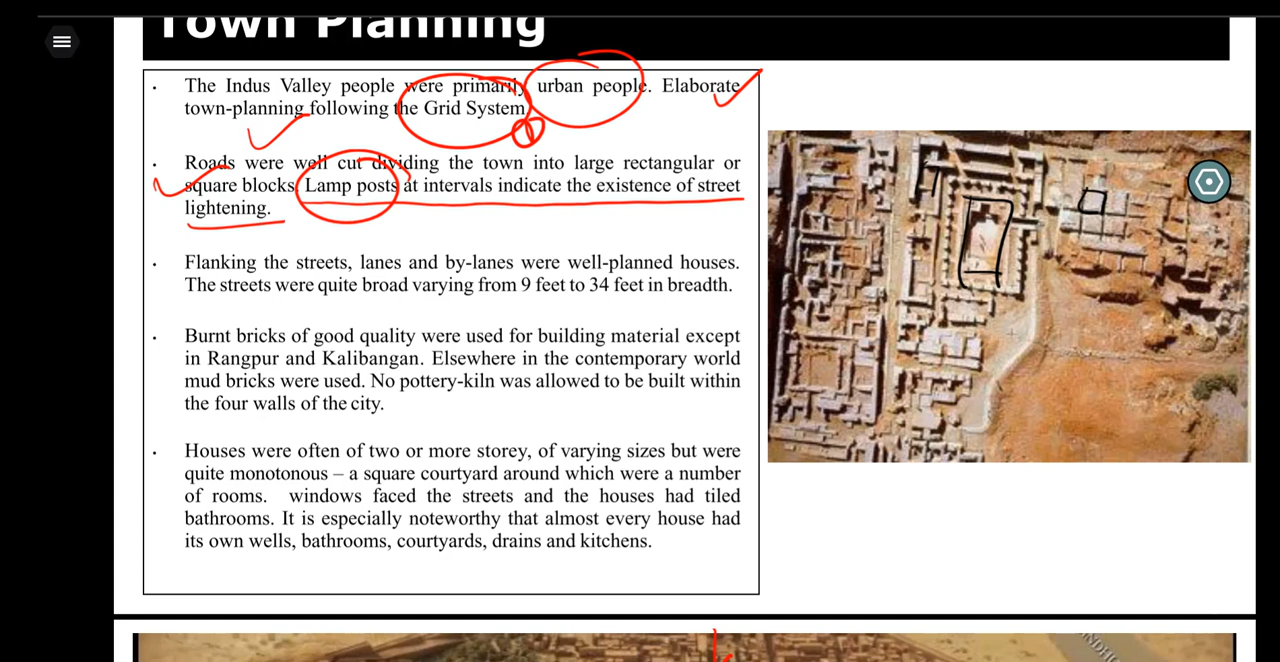 Town Planning
· The Indus Valley people were primarily urban people. Elaborate
town-planning following the Grid System
· Roads were well cut dividing the town into large rectangular or
square blocks. Lamp posts at intervals indicate the existence of street
lightening.
· Flanking the streets, lanes and by-lanes were well-planned houses.
The streets were quite broad varying from 9 feet to 34 feet in breadth.
· Burnt bricks of good quality were used for building material except
in Rangpur and Kalibangan. Elsewhere in the contemporary world
mud bricks were used. No pottery-kiln was allowed to be built within
the four walls of the city.
· Houses were often of two or more storey, of varying sizes but were
quite monotonous – a square courtyard around which were a number
of rooms. windows faced the streets and the houses had tiled
bathrooms. It is especially noteworthy that almost every house had
its own wells, bathrooms, courtyards, drains and kitchens.